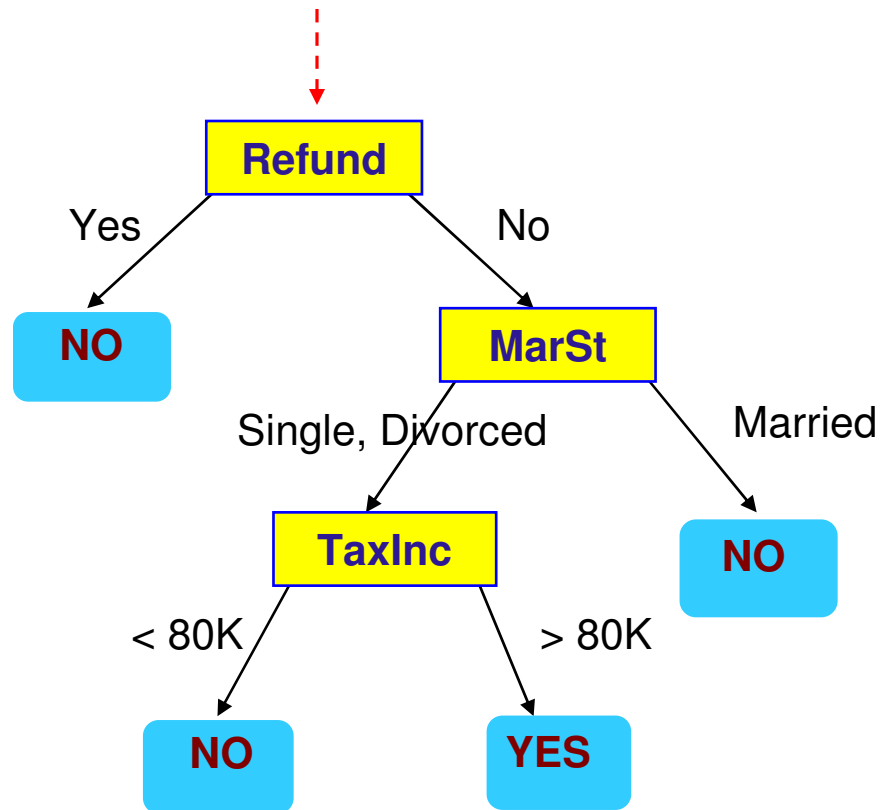 Refund
Yes
No
NO
MarSt
Single, Divorced
Married
TaxInc
NO
< 80K
> 80K
NO
YES